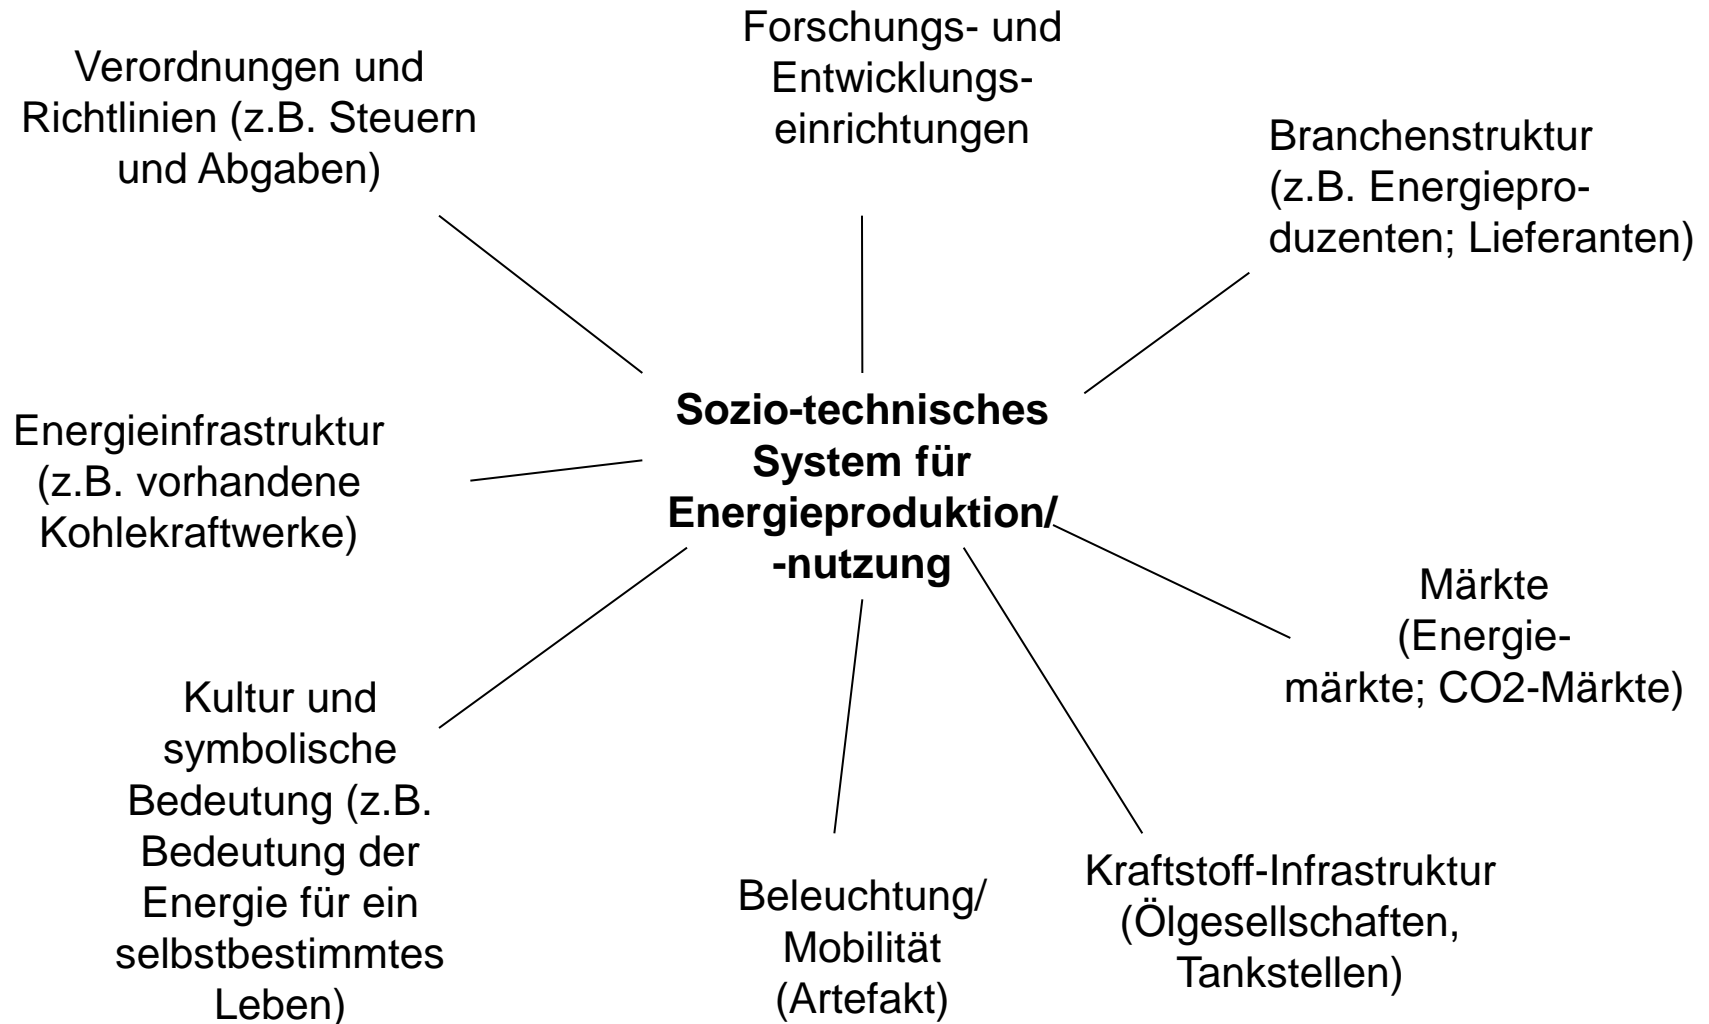 Forschungs- und
Entwicklungs-
einrichtungen
Verordnungen und
Richtlinien (z.B. Steuern
und Abgaben)
Branchenstruktur
(z.B. Energiepro-
duzenten; Lieferanten)
Sozio-technisches
System für
Energieproduktion/
-nutzung
Energieinfrastruktur
(z.B. vorhandene
Kohlekraftwerke)
Märkte
(Energie-
märkte; CO2-Märkte)
Kultur und
symbolische
Bedeutung (z.B.
Bedeutung der
Energie für ein
selbstbestimmtes
Leben)
Beleuchtung/
Mobilität
(Artefakt)
Kraftstoff-Infrastruktur
(Ölgesellschaften,
Tankstellen)